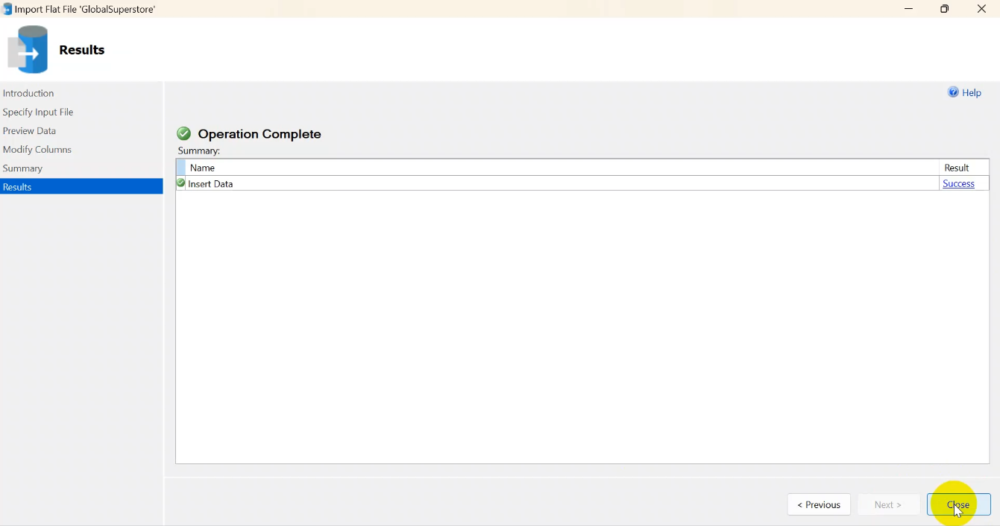 Import Flat File 'GlobalSuperstore'
Results
Introduction
Specify Input File
Preview Data
Modify Columns
Summary
Results
Help
Operation Complete
Summary:
Name Result
Insert Data Success
< Previous Next > Close